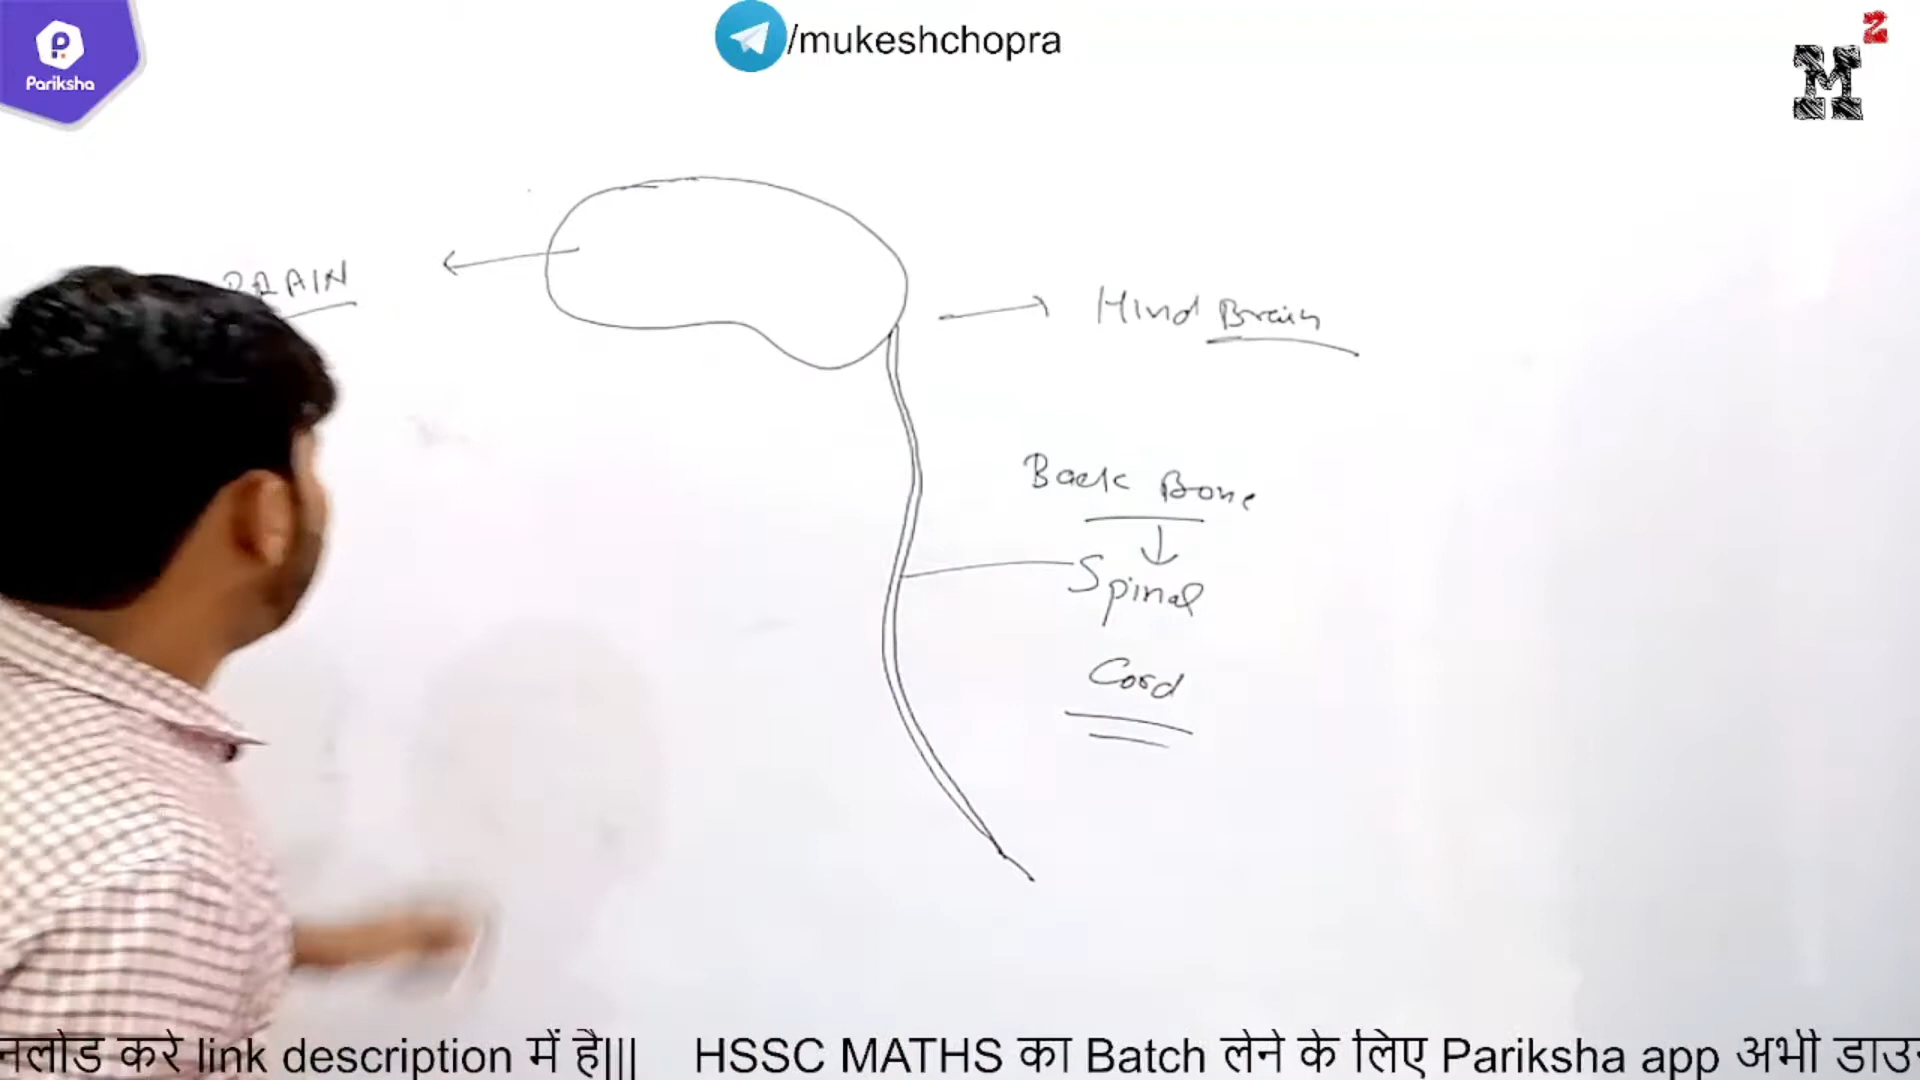 /mukeshchopra
M²
Pariksha
BRAIN
Hind Brain
Back Bone
Spinal
Cord
नलोड करे link description में है||| HSSC MATHS का Batch लेने के लिए Pariksha app अभी डाउ